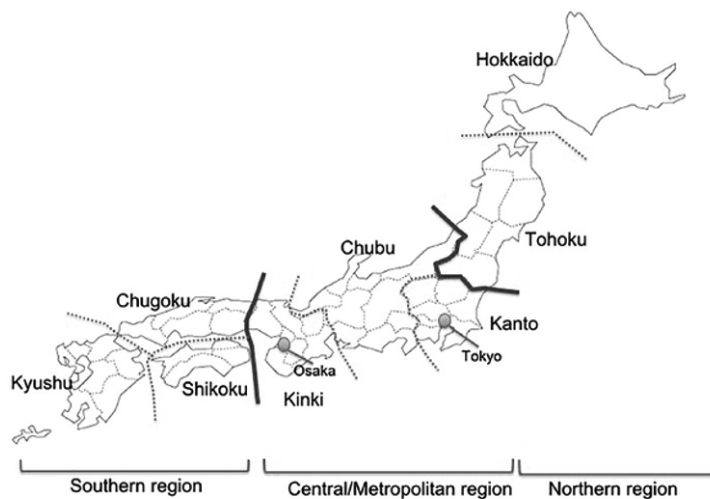 Hokkaido
Tohoku
Chubu
Chugoku
Kanto
Tokyo
Osaka
Kyushu
Shikoku
Kinki
Southern region
Central/Metropolitan region
Northern region